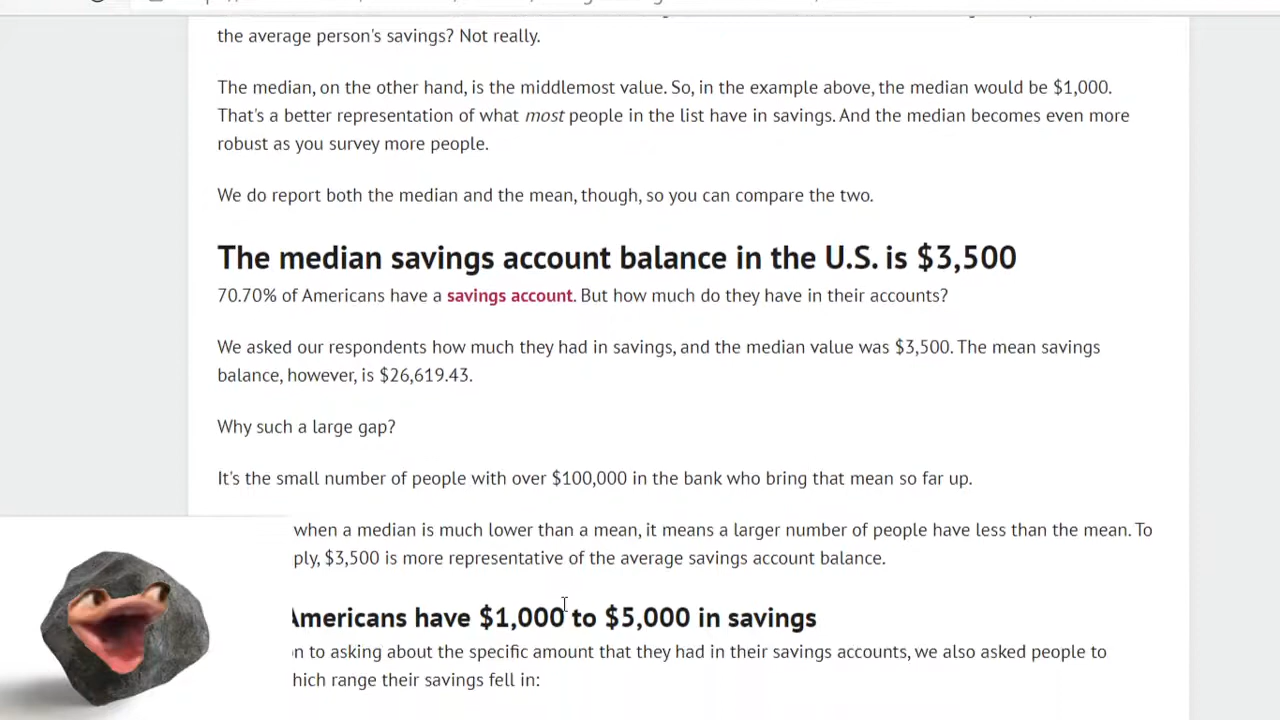 the average person's savings? Not really.
The median, on the other hand, is the middlemost value. So, in the example above, the median would be $1,000.
That's a better representation of what most people in the list have in savings. And the median becomes even more
robust as you survey more people.
We do report both the median and the mean, though, so you can compare the two.
The median savings account balance in the U.S. is $3,500
70.70% of Americans have a savings account. But how much do they have in their accounts?
We asked our respondents how much they had in savings, and the median value was $3,500. The mean savings
balance, however, is $26,619.43.
Why such a large gap?
It's the small number of people with over $100,000 in the bank who bring that mean so far up.
when a median is much lower than a mean, it means a larger number of people have less than the mean. To
ply, $3,500 is more representative of the average savings account balance.
Americans have $1,000 to $5,000 in savings
n to asking about the specific amount that they had in their savings accounts, we also asked people to
hich range their savings fell in: